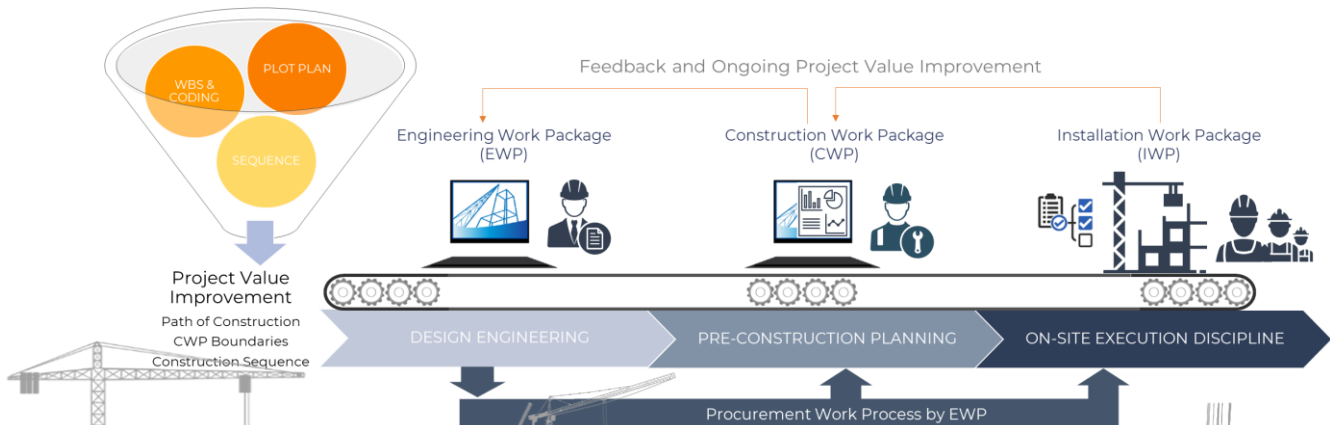 WBS &
CODING
PLOT PLAN
SEQUENCE
Project Value
Improvement
Path of Construction
CWP Boundaries
Construction Sequence
Feedback and Ongoing Project Value Improvement
Engineering Work Package
(EWP)
Construction Work Package
(CWP)
Installation Work Package
(IWP)
DESIGN ENGINEERING
PRE-CONSTRUCTION PLANNING
ON-SITE EXECUTION DISCIPLINE
Procurement Work Process by EWP